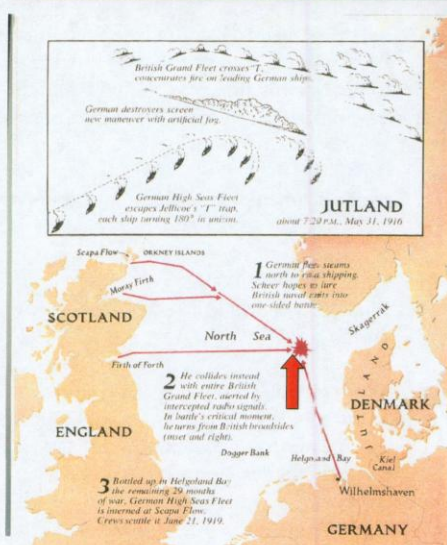 British Grand Fleet crosses "T,"
concentrates fire on leading German ships.
German destroyers screen
new maneuver with artificial fog.
German High Seas Fleet
escapes Jellicoe's "T" trap,
each ship turning 180° in unison.
JUTLAND
about 7:20 P.M., May 31, 1916
Scapa Flow
ORKNEY ISLANDS
Moray Firth
SCOTLAND
1 German fleet steams
north to raid shipping.
Scheer hopes to lure
British naval units into
one-sided battle
North Sea
Skagerrak
Firth of Forth
2 He collides instead
with entire British
Grand Fleet, alerted by
intercepted radio signals.
In battle's critical moment,
he turns from British broadsides
(inset and right).
JUTLAND
DENMARK
ENGLAND
Dogger Bank
Helgoland Bay
Kiel
Canal
3 Bottled up in Helgoland Bay
the remaining 29 months
of war, German High Seas Fleet
is interned at Scapa Flow.
Crews scuttle it June 21, 1919.
Wilhelmshaven
GERMANY